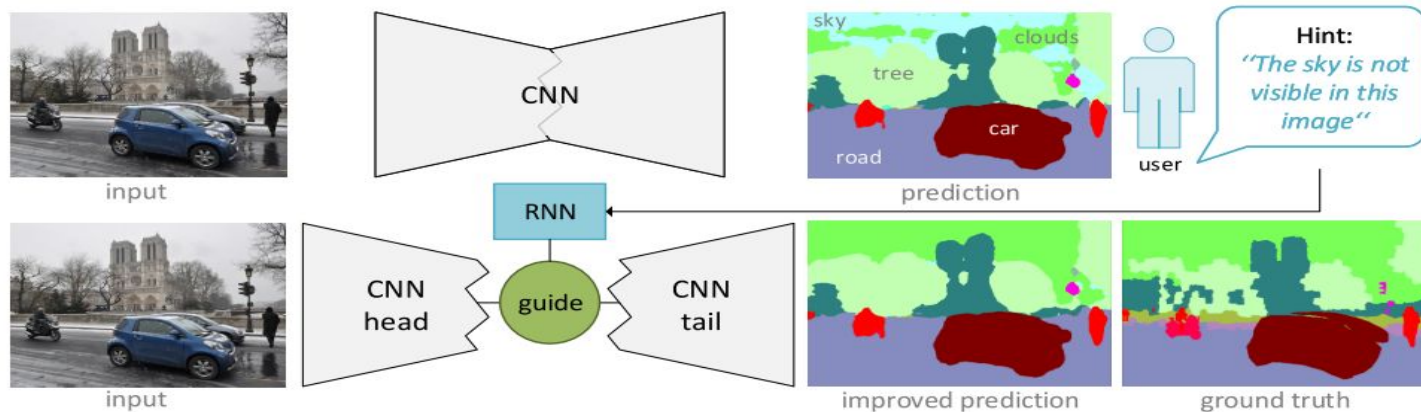 input
CNN
sky
clouds
tree
car
road
prediction
user
Hint:
“The sky is not
visible in this
image“
RNN
input
CNN
head
guide
CNN
tail
improved prediction
ground truth